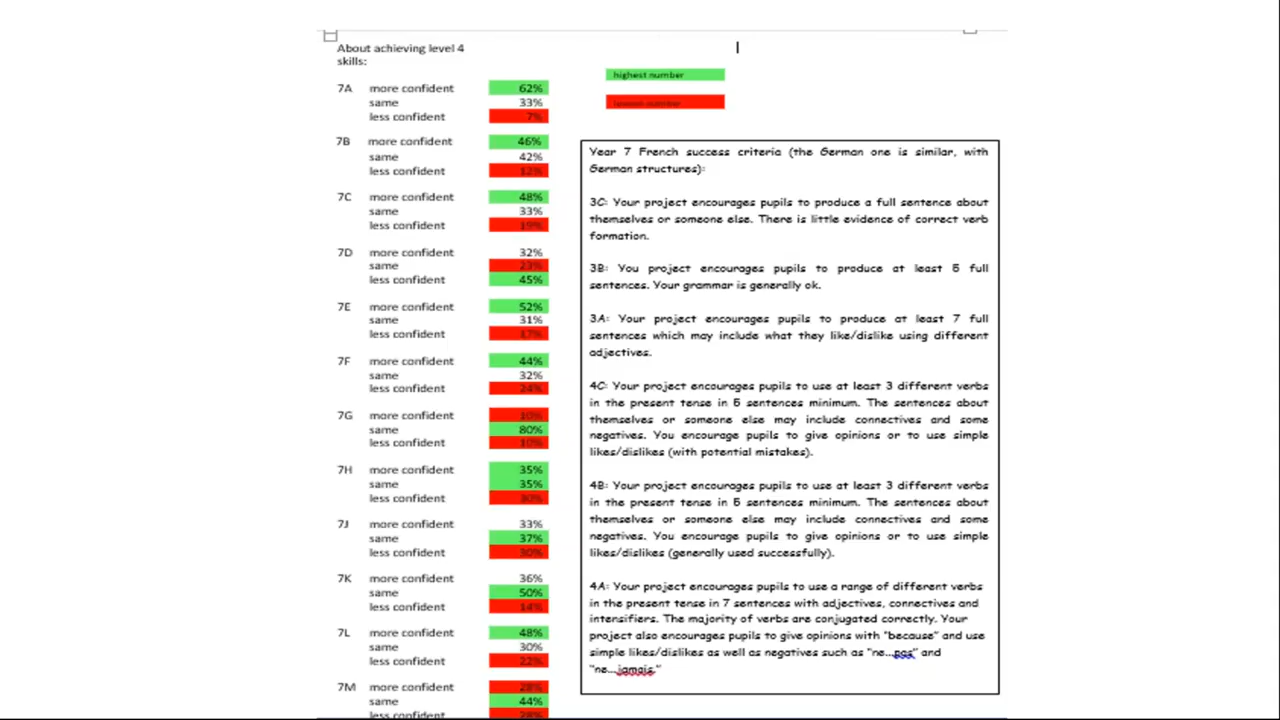 About achieving level 4
skills:
highest number
7A more confident 62%
same 33%
less confident 7%
7B more confident 46%
same 42%
less confident 12%
7C more confident 48%
same 33%
less confident 19%
7D more confident 32%
same 23%
less confident 45%
7E more confident 52%
same 31%
less confident 17%
7F more confident 44%
same 32%
less confident 24%
7G more confident 10%
same 80%
less confident 10%
7H more confident 35%
same 35%
less confident 30%
7J more confident 33%
same 37%
less confident 30%
7K more confident 36%
same 50%
less confident 14%
7L more confident 48%
same 30%
less confident 22%
7M more confident 28%
same 44%
less confident 28%
Year 7 French success criteria (the German one is similar, with
German structures):
3C: Your project encourages pupils to produce a full sentence about
themselves or someone else. There is little evidence of correct verb
formation.
3B: You project encourages pupils to produce at least 5 full
sentences. Your grammar is generally ok.
3A: Your project encourages pupils to produce at least 7 full
sentences which may include what they like/dislike using different
adjectives.
4C: Your project encourages pupils to use at least 3 different verbs
in the present tense in 5 sentences minimum. The sentences about
themselves or someone else may include connectives and some
negatives. You encourage pupils to give opinions or to use simple
likes/dislikes (with potential mistakes).
4B: Your project encourages pupils to use at least 3 different verbs
in the present tense in 5 sentences minimum. The sentences about
themselves or someone else may include connectives and some
negatives. You encourage pupils to give opinions or to use simple
likes/dislikes (generally used successfully).
4A: Your project encourages pupils to use a range of different verbs
in the present tense in 7 sentences with adjectives, connectives and
intensifiers. The majority of verbs are conjugated correctly. Your
project also encourages pupils to give opinions with "because" and use
simple likes/dislikes as well as negatives such as "ne...pas" and
"ne...jamais."